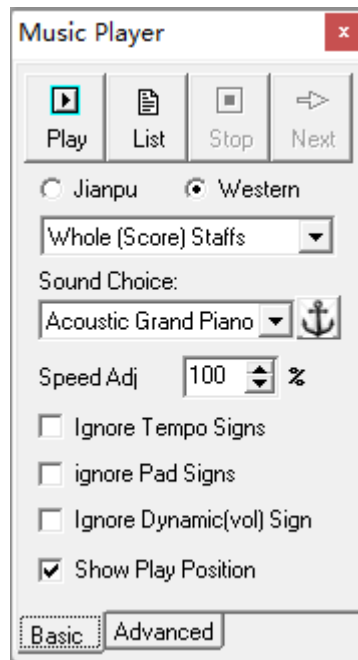 Music Player
x
Play List Stop Next
Jianpu Western
Whole (Score) Staffs
Sound Choice:
Acoustic Grand Piano
Speed Adj 100 %
Ignore Tempo Signs
ignore Pad Signs
Ignore Dynamic(vol) Sign
Show Play Position
Basic Advanced